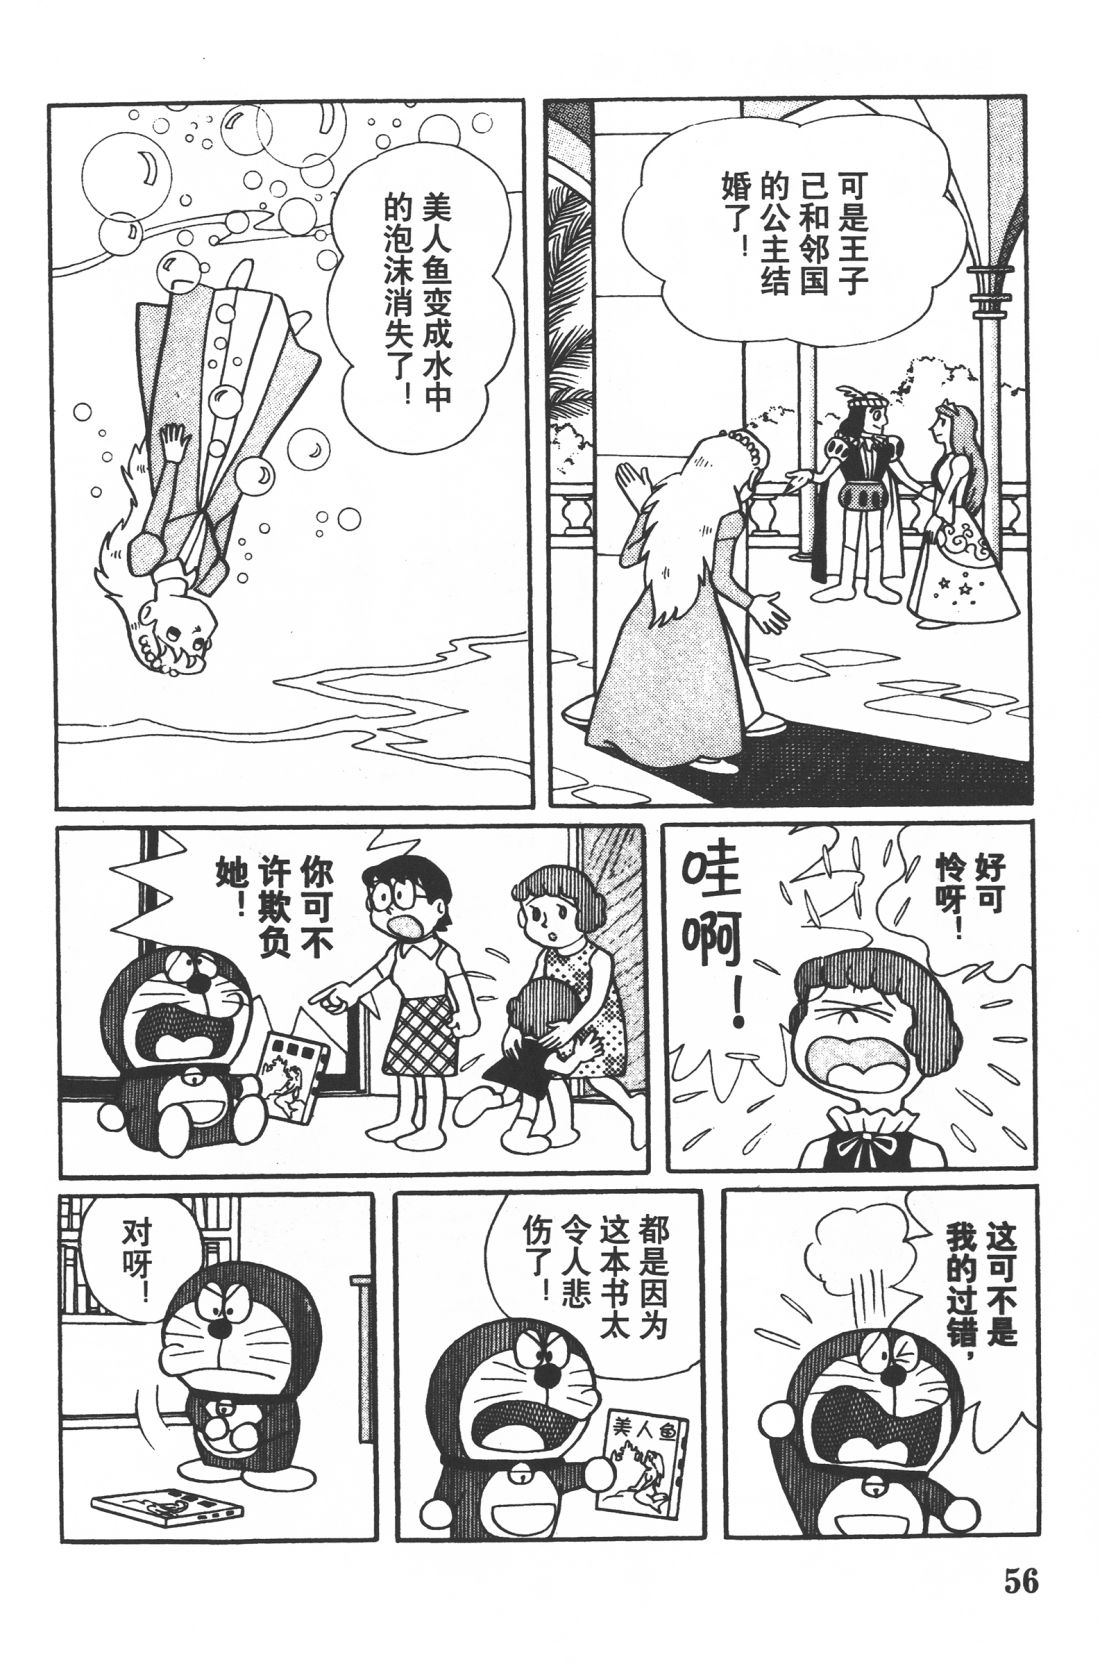 可是王子
已和邻国
的公主结
婚了！
美人鱼变成水中
的泡沫消失了！
好可
怜呀！
哇啊！
你可不
许欺负
她！
这可不是
我的过错，
都是因为
这本书太
令人悲
伤了！
美人鱼
对呀！
56